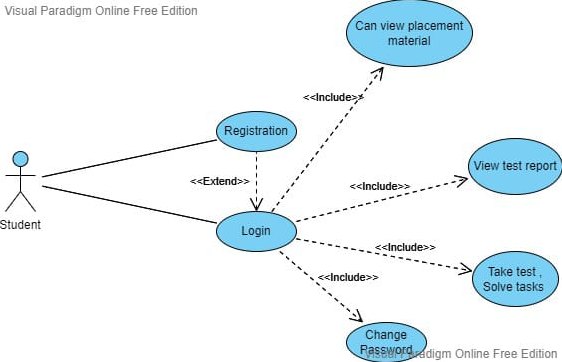 Visual Paradigm Online Free Edition
Can view placement
material
<<Include>>
Registration
<<Extend>>
View test report
<<Include>>
Student
Login
<<Include>>
Take test ,
Solve tasks
<<Include>>
Change
Password
Visual Paradigm Online Free Edition